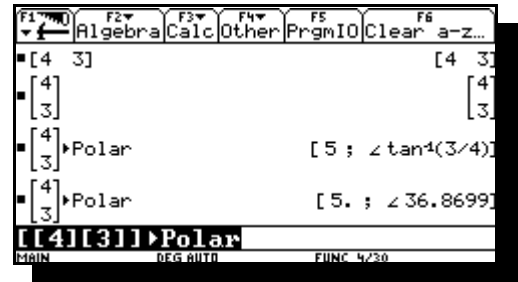 F1 F2 F3 F4 F5 F6
Algebra Calc Other PrgmIO Clear a-z…
[4 3] [4 3]
[4] [4]
[3] [3]
[4]
[3] ▸Polar [5 ; ∠tan⁻¹(3/4)]
[4]
[3] ▸Polar [5. ; ∠36.8699]
[[4][3]]▸Polar
MAIN DEG AUTO FUNC 4/30